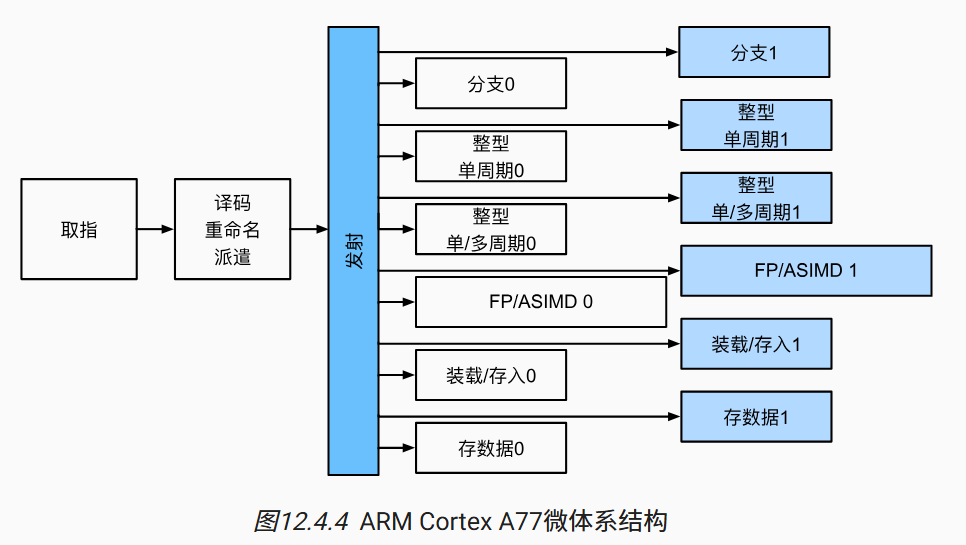 取指
译码
重命名
派遣
发射
分支1
分支0
整型
单周期1
整型
单周期0
整型
单/多周期1
整型
单/多周期0
FP/ASIMD 1
FP/ASIMD 0
装载/存入1
装载/存入0
存数据1
存数据0
图12.4.4 ARM Cortex A77微体系结构